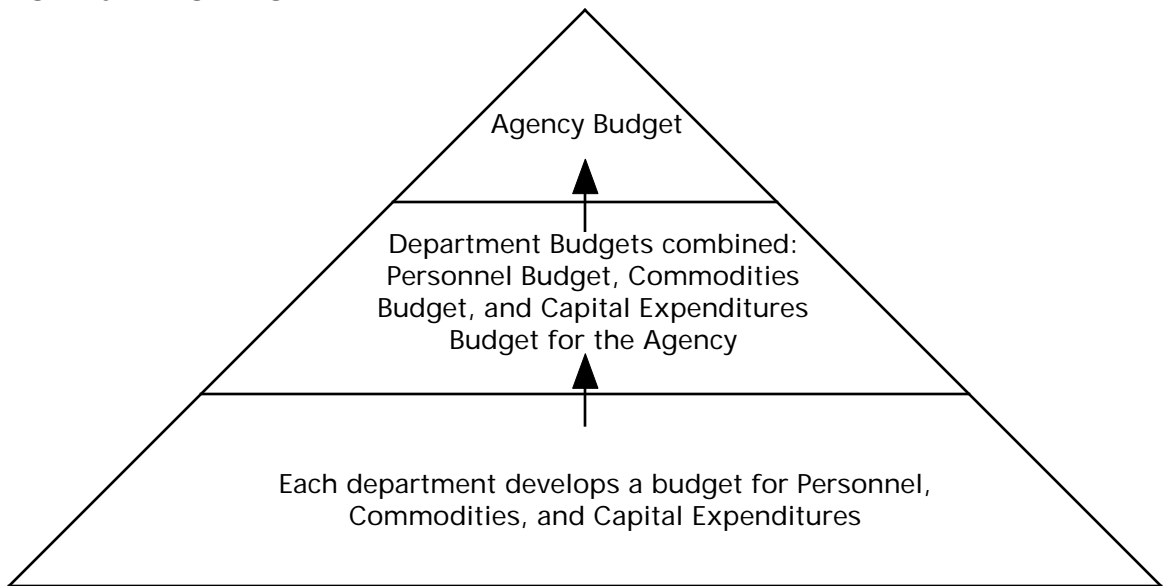 Agency Budget
Department Budgets combined:
Personnel Budget, Commodities
Budget, and Capital Expenditures
Budget for the Agency
Each department develops a budget for Personnel,
Commodities, and Capital Expenditures